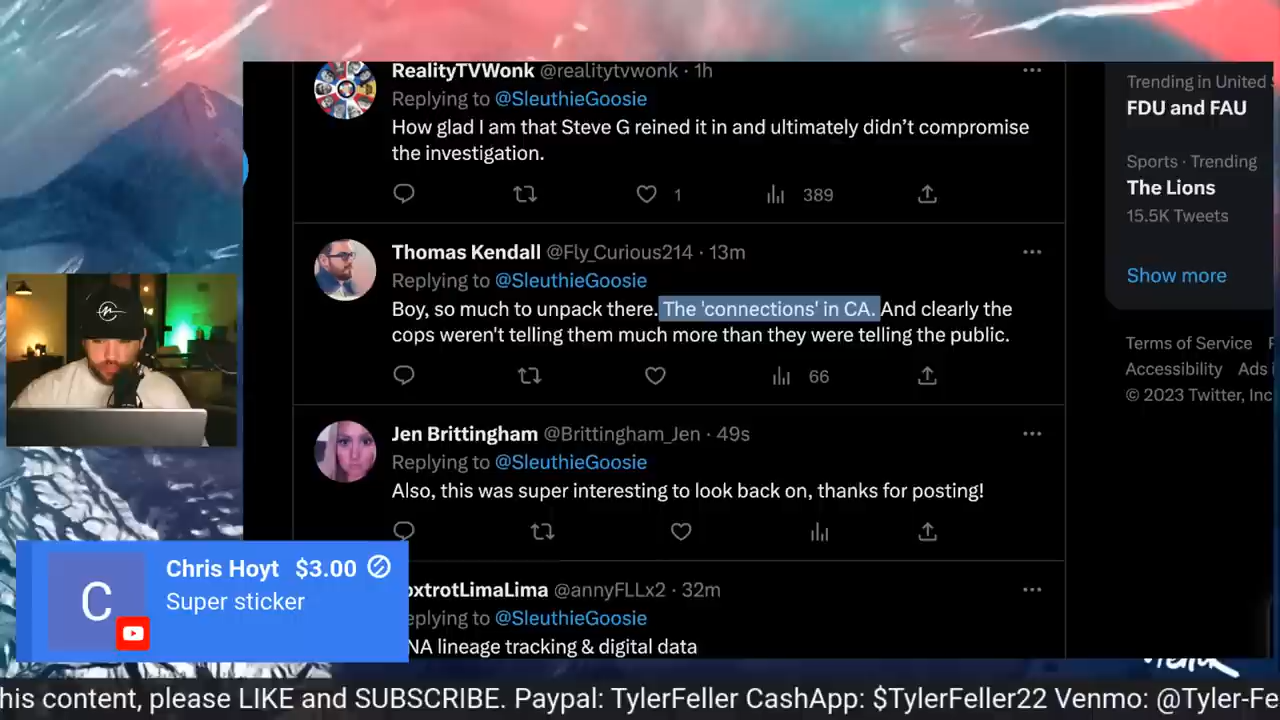 RealityTVWonk @realitytvwonk · 1h
Replying to @SleuthieGoosie
How glad I am that Steve G reined it in and ultimately didn't compromise
the investigation.
1 389
Thomas Kendall @Fly_Curious214 · 13m
Replying to @SleuthieGoosie
Boy, so much to unpack there. The 'connections' in CA. And clearly the
cops weren't telling them much more than they were telling the public.
66
Jen Brittingham @Brittingham_Jen · 49s
Replying to @SleuthieGoosie
Also, this was super interesting to look back on, thanks for posting!
oxtrotLimaLima @annyFLLx2 · 32m
eplying to @SleuthieGoosie
NA lineage tracking & digital data
Trending in United S
FDU and FAU
Sports · Trending
The Lions
15.5K Tweets
Show more
Terms of Service P
Accessibility Ads i
© 2023 Twitter, Inc
C
Chris Hoyt $3.00
Super sticker
his content, please LIKE and SUBSCRIBE. Paypal: TylerFeller CashApp: $TylerFeller22 Venmo: @Tyler-Fe